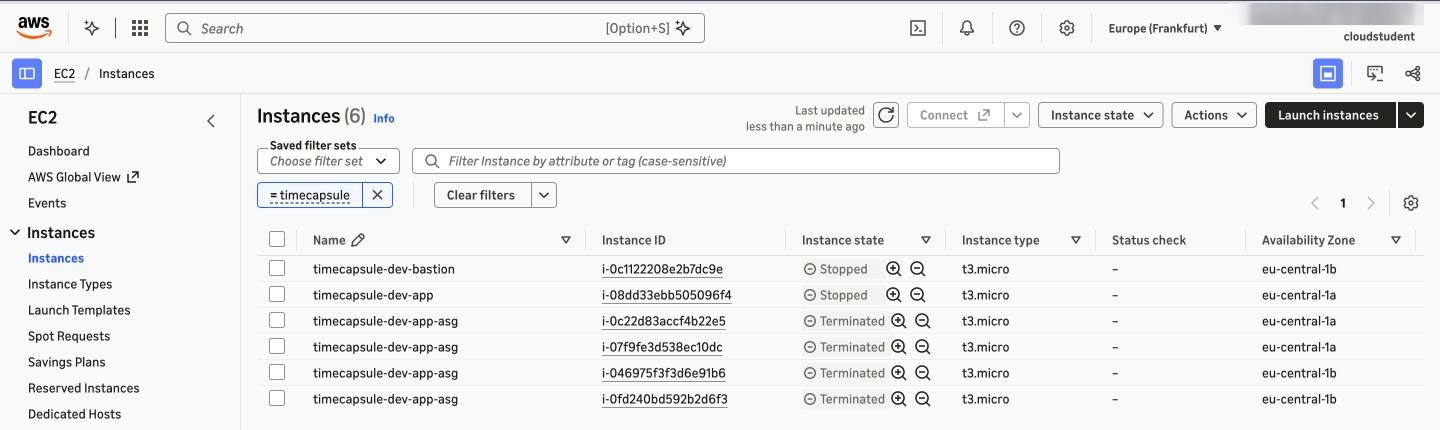 aws
Search
[Option+S]
Europe (Frankfurt)
cloudstudent
EC2 / Instances
EC2
Dashboard
AWS Global View
Events
Instances
Instances
Instance Types
Launch Templates
Spot Requests
Savings Plans
Reserved Instances
Dedicated Hosts
Instances (6) Info
Last updated
less than a minute ago
Connect
Instance state
Actions
Launch instances
Saved filter sets
Choose filter set
Filter Instance by attribute or tag (case-sensitive)
= timecapsule
Clear filters
1
Name Instance ID Instance state Instance type Status check Availability Zone
timecapsule-dev-bastion i-0c1122208e2b7dc9e Stopped t3.micro – eu-central-1b
timecapsule-dev-app i-08dd33ebb505096f4 Stopped t3.micro – eu-central-1a
timecapsule-dev-app-asg i-0c22d83accf4b22e5 Terminated t3.micro – eu-central-1a
timecapsule-dev-app-asg i-07f9fe3d538ec10dc Terminated t3.micro – eu-central-1a
timecapsule-dev-app-asg i-046975f3f3d6e91b6 Terminated t3.micro – eu-central-1b
timecapsule-dev-app-asg i-0fd240bd592b2d6f3 Terminated t3.micro – eu-central-1b